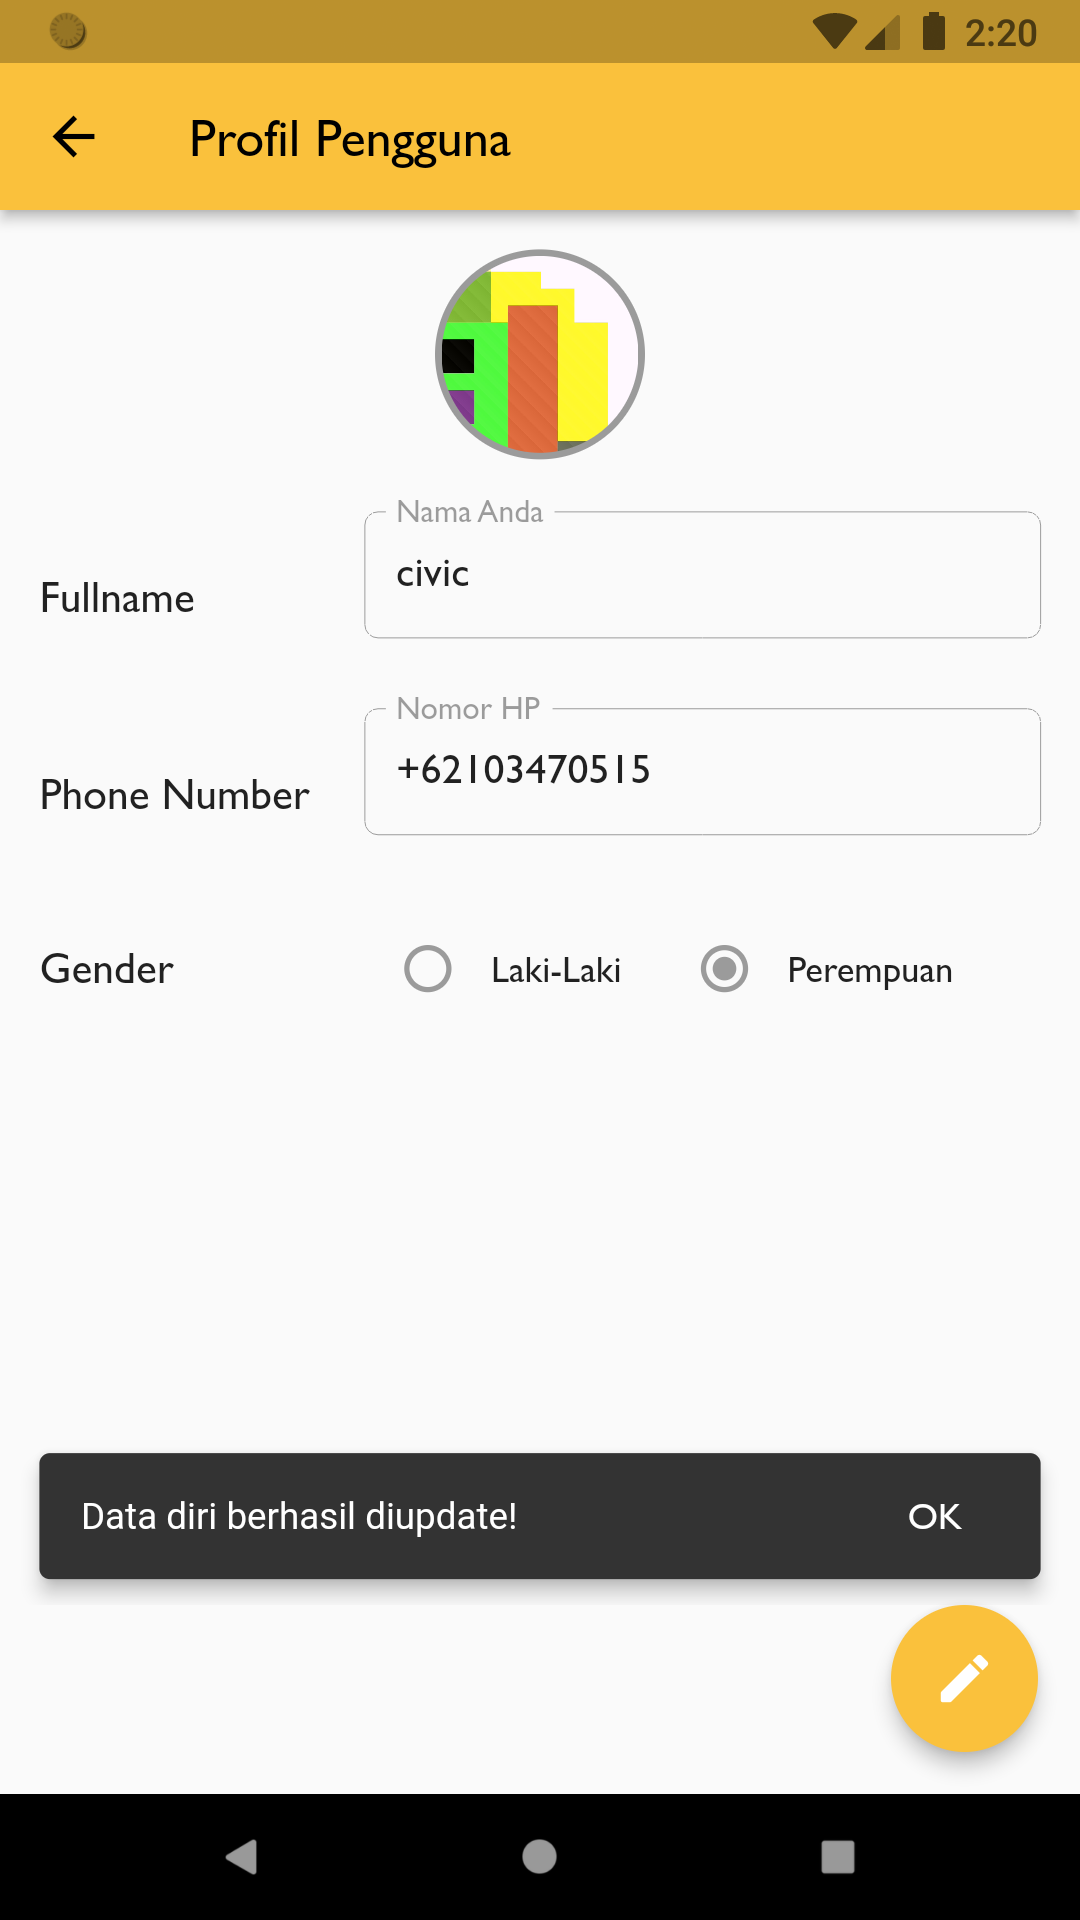 2:20
Profil Pengguna
Nama Anda
Fullname
civic
Nomor HP
Phone Number
+62103470515
Gender
Laki-Laki
Perempuan
Data diri berhasil diupdate!
OK